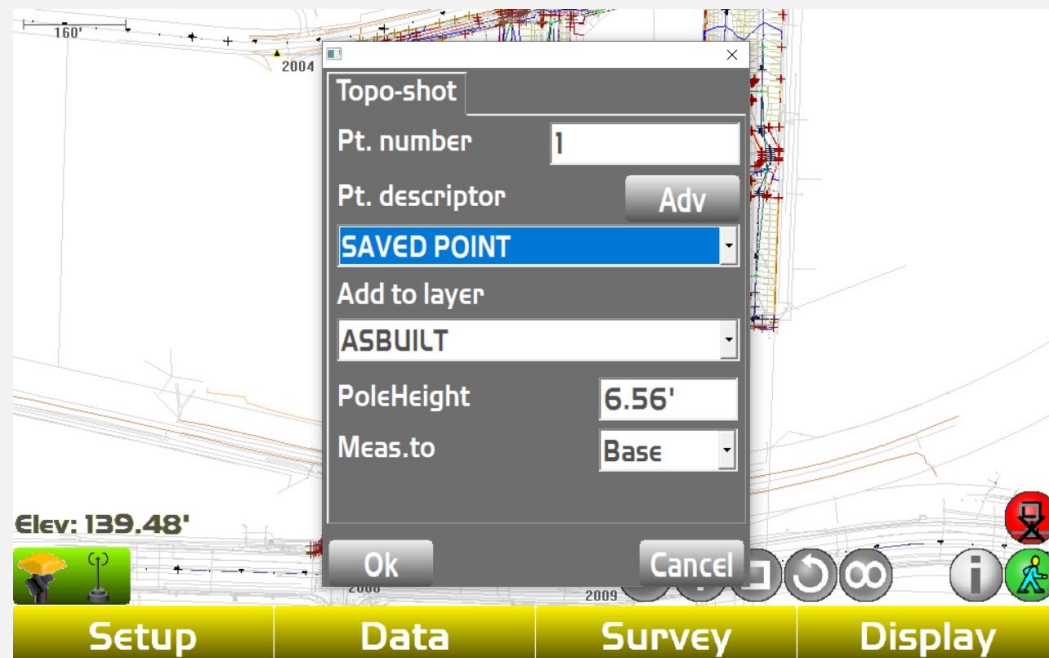 160'
2004
Topo-shot
Pt. number
1
Pt. descriptor
Adv
SAVED POINT
Add to layer
ASBUILT
PoleHeight
6.56'
Meas.to
Base
Elev: 139.48'
Ok
Cancel
2008
2009
Setup
Data
Survey
Display